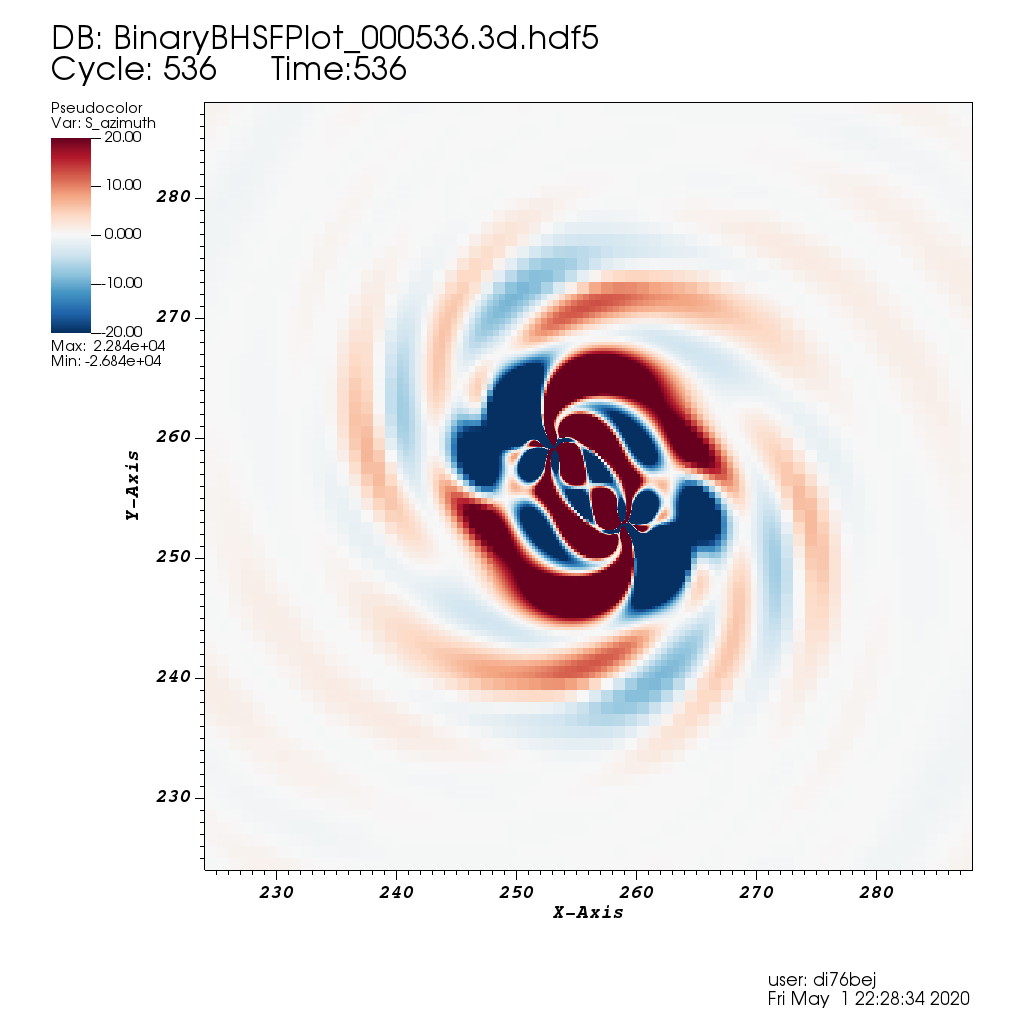 DB: BinaryBHSFPlot_000536.3d.hdf5
Cycle: 536 Time:536
Pseudocolor
Var: S_azimuth
20.00
10.00
0.000
-10.00
-20.00
Max: 2.284e+04
Min: -2.684e+04
280
270
260
250
240
230
Y-Axis
230 240 250 260 270 280
X-Axis
user: di76bej
Fri May 1 22:28:34 2020